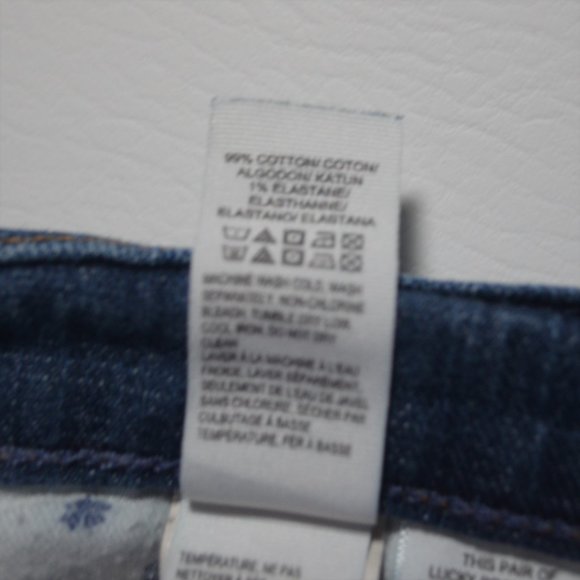 99% COTTON/ COTON/
ALGODON/ KATUN
1% ELASTANE/
ELASTHANNE/
ELASTANO/ ELASTANA
MACHINE WASH COLD, WASH
SEPARATELY, NON-CHLORINE
BLEACH, TUMBLE DRY LOW,
COOL IRON, DO NOT DRY
CLEAN
LAVER À LA MACHINE À L'EAU
FROIDE, LAVER SÉPARÉMENT,
SEULEMENT DE L'EAU DE JAVEL
SANS CHLORURE, SÉCHER PAR
CULBUTAGE À BASSE
TEMPÉRATURE, FER À BASSE
TEMPÉRATURE, NE PAS
NETTOYER À
THIS PAIR OF
LUCKY